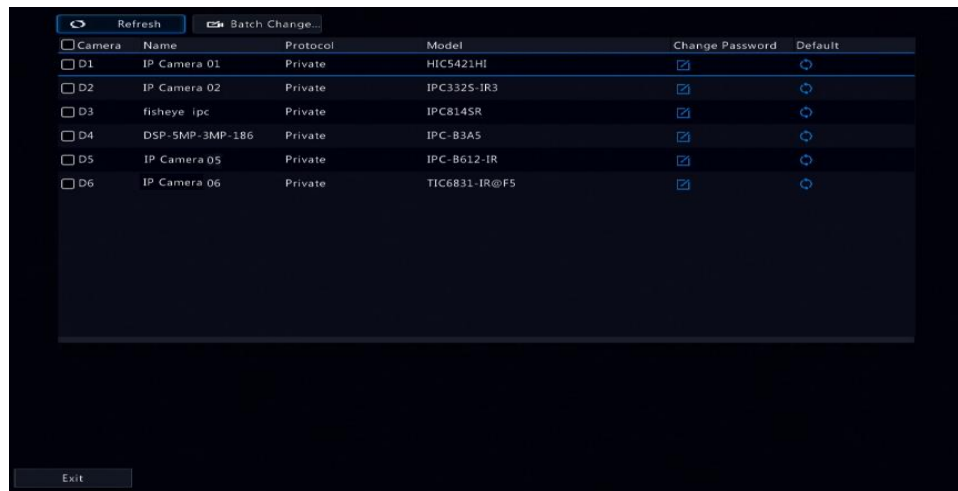 Refresh Batch Change...
Camera Name Protocol Model Change Password Default
D1 IP Camera 01 Private HIC5421HI
D2 IP Camera 02 Private IPC332S-IR3
D3 fisheye ipc Private IPC814SR
D4 DSP-5MP-3MP-186 Private IPC-B3A5
D5 IP Camera 05 Private IPC-B612-IR
D6 IP Camera 06 Private TIC6831-IR@F5
Exit